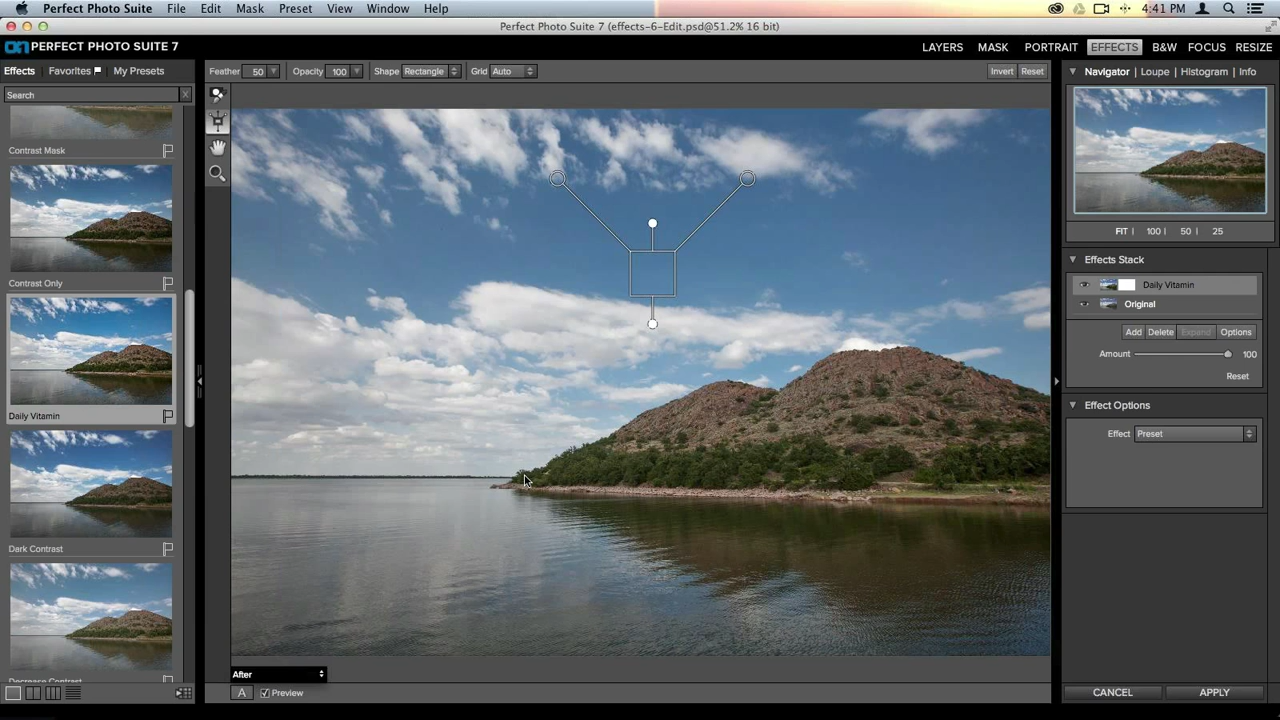 Perfect Photo Suite 7 File Edit Mask Preset View Window Help 4:41 PM
Perfect Photo Suite 7 (effects-6-Edit.psd@51.2% 16 bit)
on PERFECT PHOTO SUITE 7
LAYERS MASK PORTRAIT EFFECTS B&W FOCUS RESIZE
Effects Favorites My Presets
Feather 50 Opacity 100 Shape Rectangle Grid Auto Invert Reset
Navigator Loupe Histogram Info
Search X
Contrast Mask
Contrast Only
Daily Vitamin
Dark Contrast
Decrease Contrast
FIT 100 50 25
Effects Stack
Daily Vitamin
Original
Add Delete Expand Options
Amount 100
Reset
Effect Options
Effect Preset
After
A Preview
CANCEL APPLY